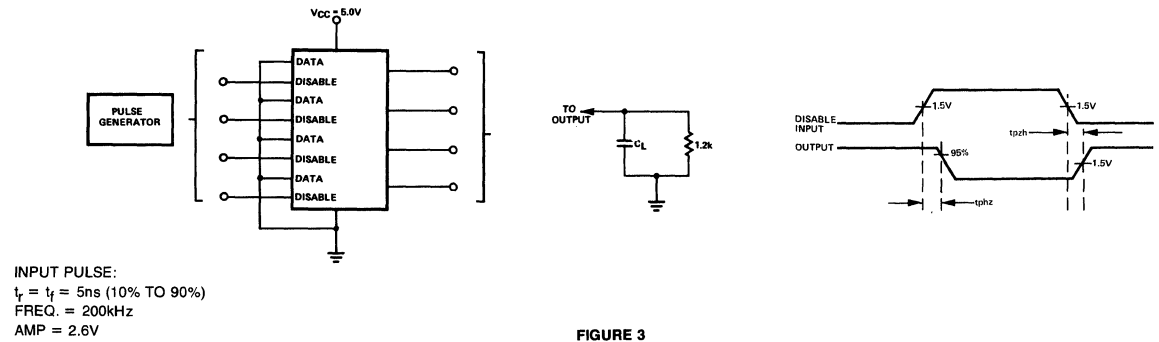 VCC = 5.0V
PULSE
GENERATOR
DATA
DISABLE
DATA
DISABLE
DATA
DISABLE
DATA
DISABLE
TO
OUTPUT
CL
1.2k
DISABLE
INPUT
1.5V
1.5V
tpzh
OUTPUT
95%
1.5V
tphz
INPUT PULSE:
tr = tf = 5ns (10% TO 90%)
FREQ. = 200kHz
AMP = 2.6V
FIGURE 3